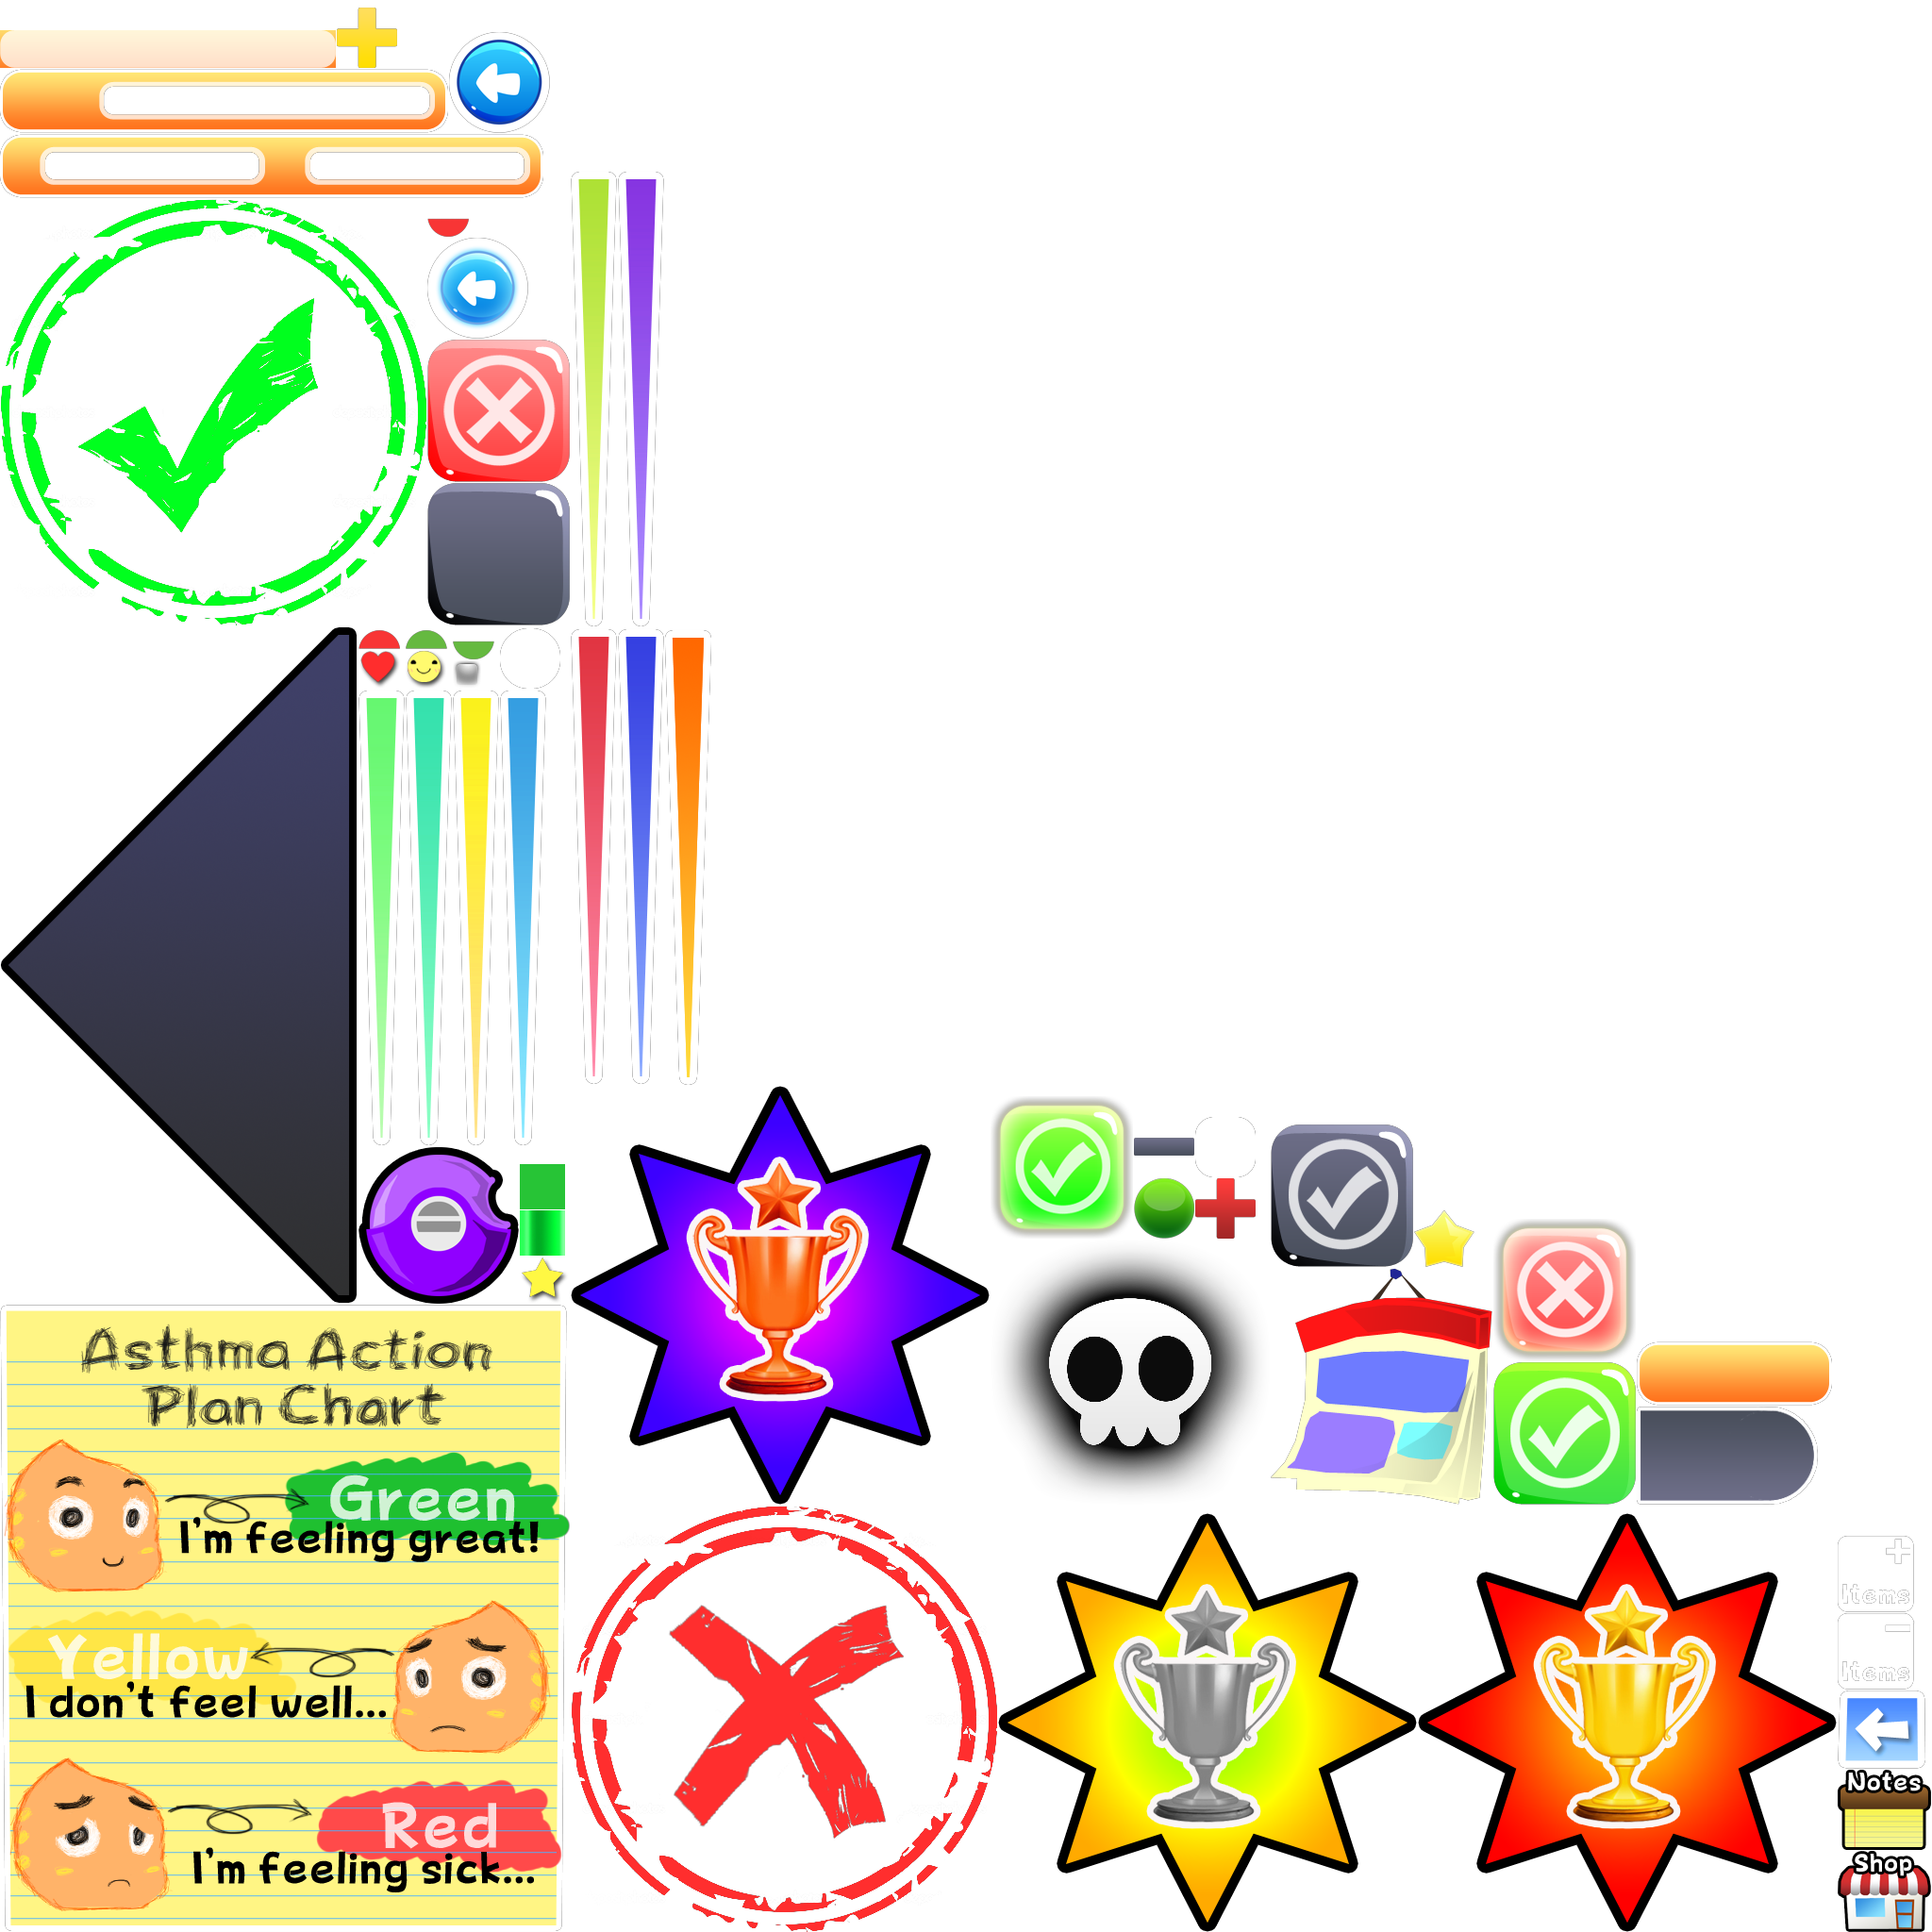 Asthma Action
Plan Chart
Green
I'm feeling great!
Yellow
I don't feel well...
Red
I'm feeling sick...
Items
Items
Notes
Shop